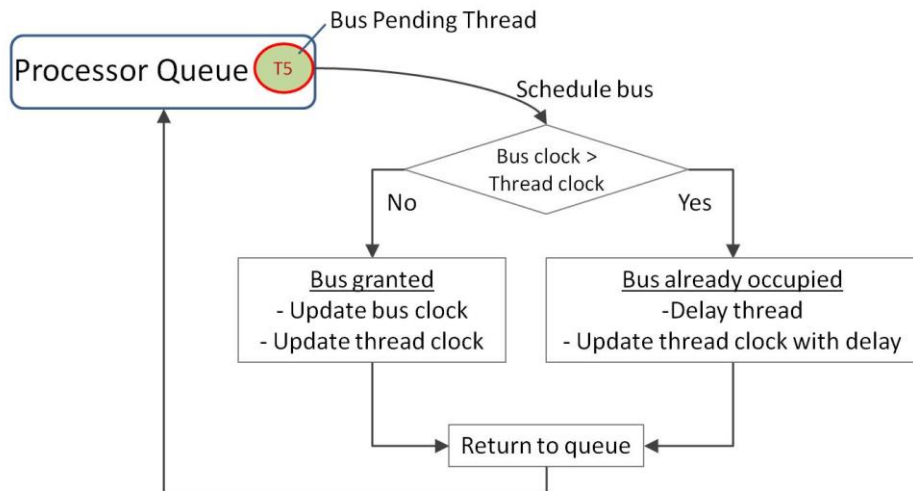 Bus Pending Thread
Processor Queue
T5
Schedule bus
Bus clock >
Thread clock
No
Yes
Bus granted
- Update bus clock
- Update thread clock
Bus already occupied
-Delay thread
- Update thread clock with delay
Return to queue